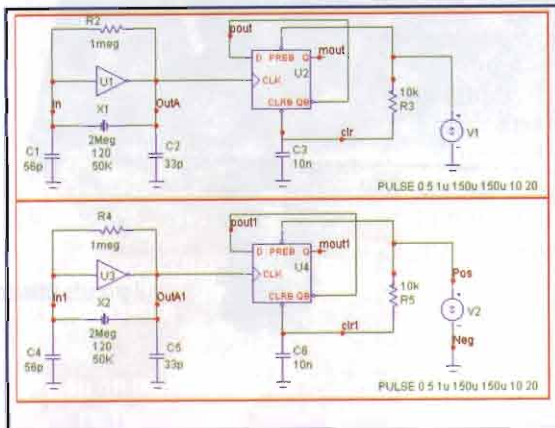 R2
1meg
pout
mout
D PREB Q
U2
U1
CLK
CLRB QB
In
OutA
X1
2Meg
120
50K
C1
56p
C2
33p
C3
10n
clr
10k
R3
V1
PULSE 0 5 1u 150u 150u 10 20
R4
1meg
pout1
mout1
D PREB Q
U4
U3
CLK
CLRB QB
In1
OutA1
X2
2Meg
120
50K
C4
56p
33p
10n
clr1
10k
R5
Pos
V2
Neg
PULSE 0 5 1u 150u 150u 10 20